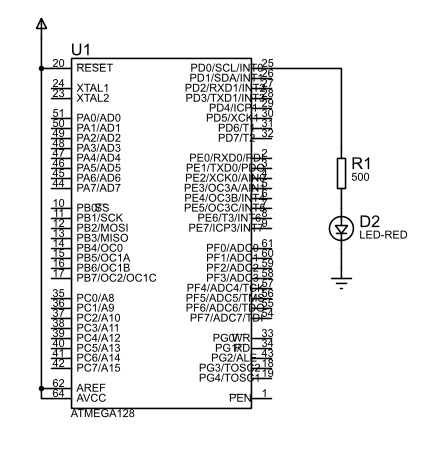 U1
20 RESET PD0/SCL/INT0 25
PD1/SDA/INT1 26
24 XTAL1 PD2/RXD1/INT2 27
23 XTAL2 PD3/TXD1/INT3 28
PD4/ICP1 29
51 PA0/AD0 PD5/XCK1 30
50 PA1/AD1 PD6/T1 31
49 PA2/AD2 PD7/T2 32
48 PA3/AD3
47 PA4/AD4 PE0/RXD0/PDI 2
46 PA5/AD5 PE1/TXD0/PDO
45 PA6/AD6 PE2/XCK0/AIN0
44 PA7/AD7 PE3/OC3A/AIN1
PE4/OC3B/INT4
10 PB0/SS PE5/OC3C/INT5
11 PB1/SCK PE6/T3/INT6
12 PB2/MOSI PE7/ICP3/INT7
13 PB3/MISO
14 PB4/OC0 PF0/ADC0 61
15 PB5/OC1A PF1/ADC1 60
16 PB6/OC1B PF2/ADC2 59
17 PB7/OC2/OC1C PF3/ADC3 58
PF4/ADC4/TCK 57
35 PC0/A8 PF5/ADC5/TMS 56
36 PC1/A9 PF6/ADC6/TDO 55
37 PC2/A10 PF7/ADC7/TDI 54
38 PC3/A11
39 PC4/A12 PG0/WR 33
40 PC5/A13 PG1/RD 34
41 PC6/A14 PG2/ALE 43
42 PC7/A15 PG3/TOSC2 18
PG4/TOSC1 19
62 AREF
64 AVCC PEN 1
ATMEGA128
R1
500
D2
LED-RED